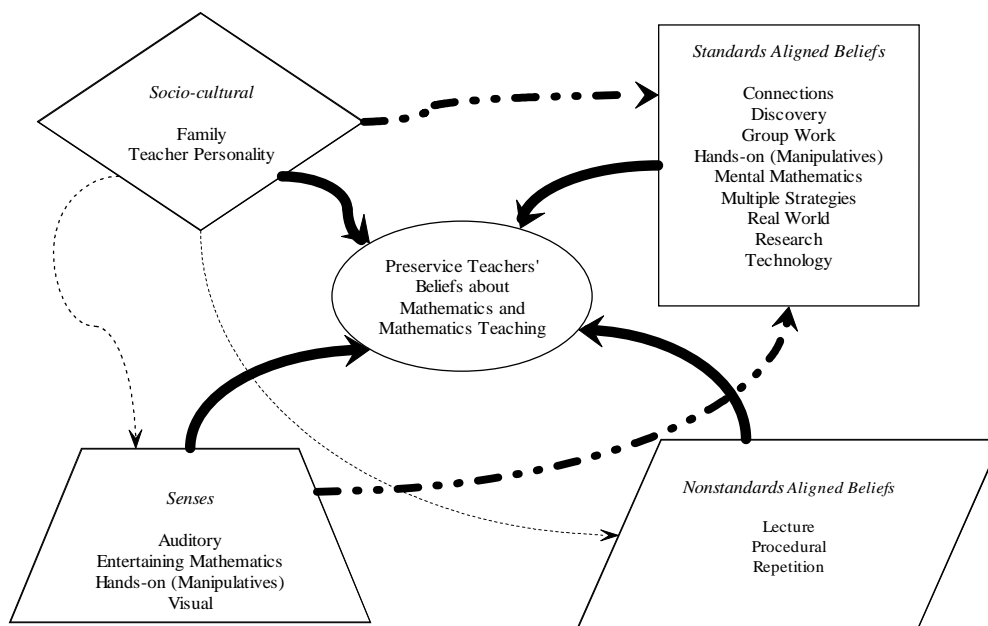 Socio-cultural
Family
Teacher Personality
Standards Aligned Beliefs
Connections
Discovery
Group Work
Hands-on (Manipulatives)
Mental Mathematics
Multiple Strategies
Real World
Research
Technology
Preservice Teachers'
Beliefs about
Mathematics and
Mathematics Teaching
Senses
Auditory
Entertaining Mathematics
Hands-on (Manipulatives)
Visual
Nonstandards Aligned Beliefs
Lecture
Procedural
Repetition